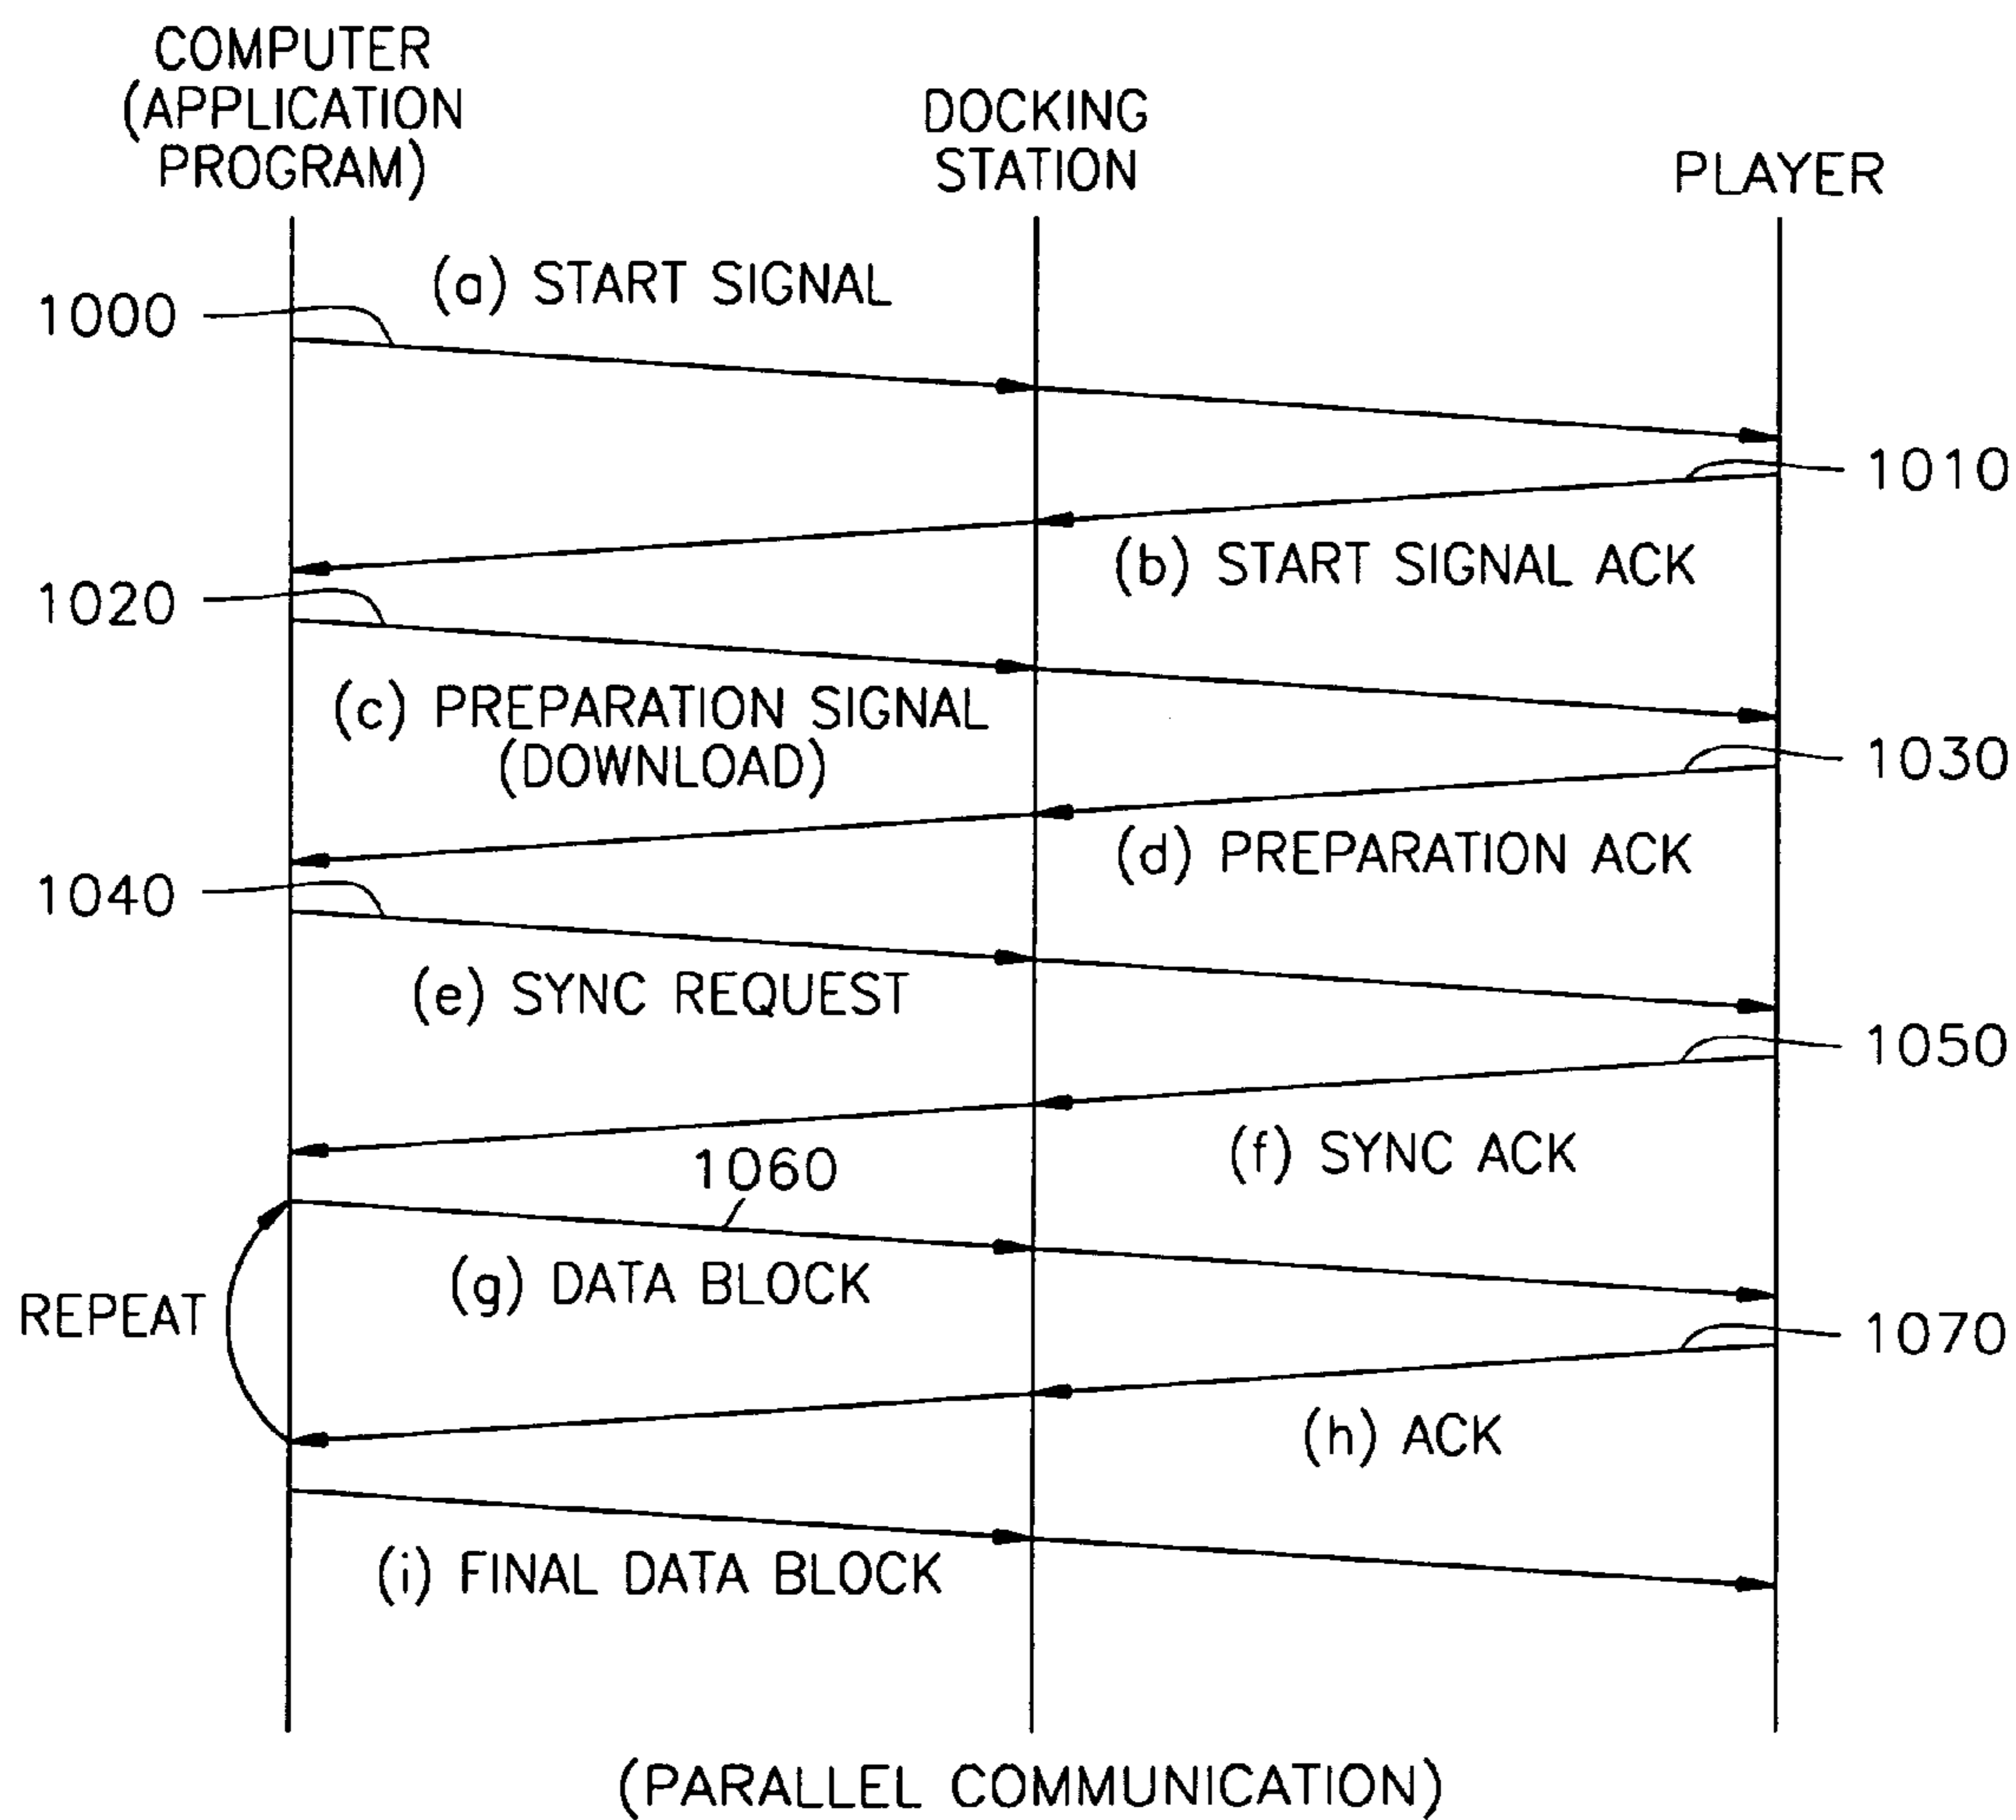 COMPUTER
(APPLICATION
PROGRAM)
DOCKING
STATION
PLAYER
(a) START SIGNAL
1000
1010
(b) START SIGNAL ACK
1020
(c) PREPARATION SIGNAL
(DOWNLOAD)
1030
(d) PREPARATION ACK
1040
(e) SYNC REQUEST
1050
(f) SYNC ACK
1060
(g) DATA BLOCK
REPEAT
1070
(h) ACK
(i) FINAL DATA BLOCK
(PARALLEL COMMUNICATION)